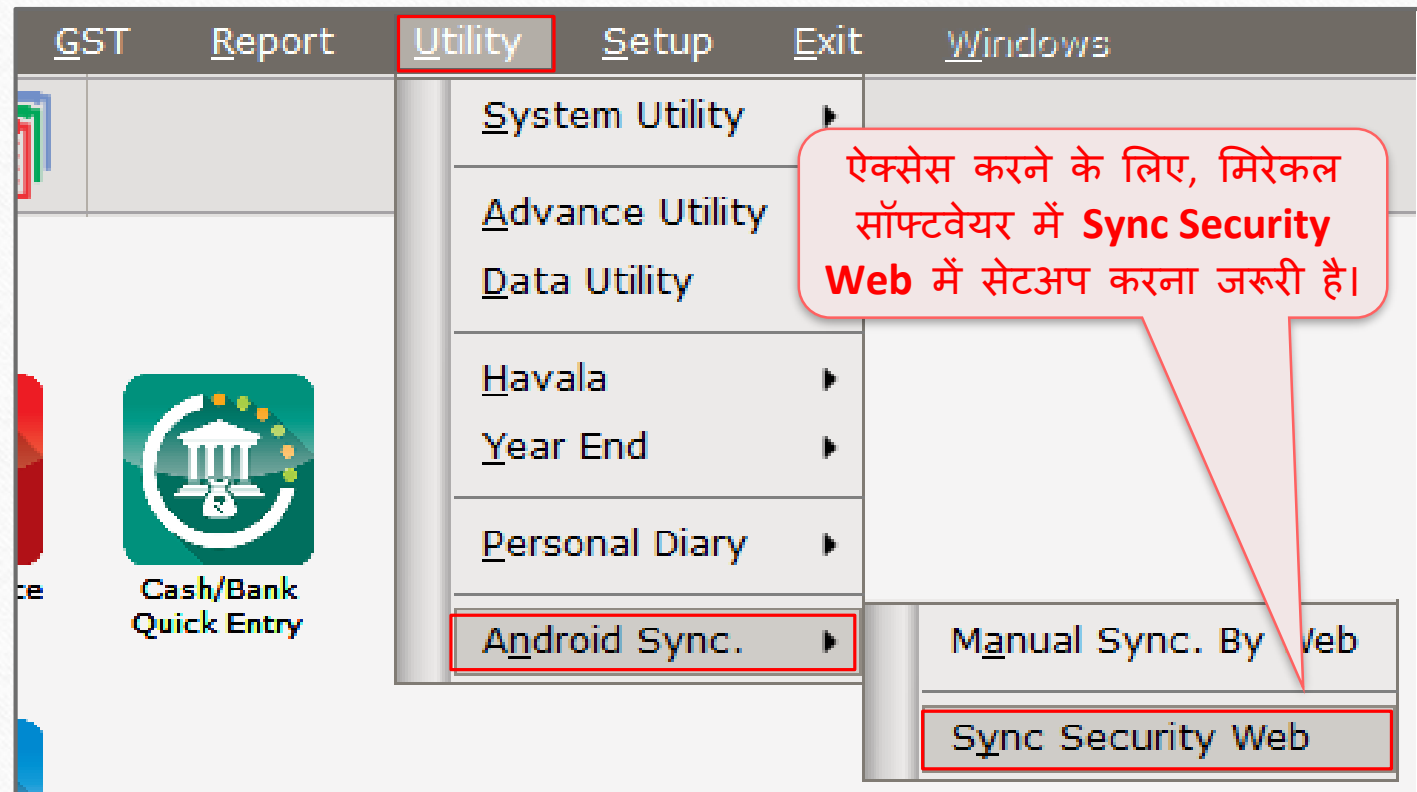 GST Report Utility Setup Exit Windows
System Utility
Advance Utility
Data Utility
Havala
Year End
Personal Diary
Android Sync.
ऐक्सेस करने के लिए, मिरेकल
सॉफ्टवेयर में Sync Security
Web में सेटअप करना जरूरी है।
Cash/Bank
Quick Entry
Manual Sync. By Web
Sync Security Web